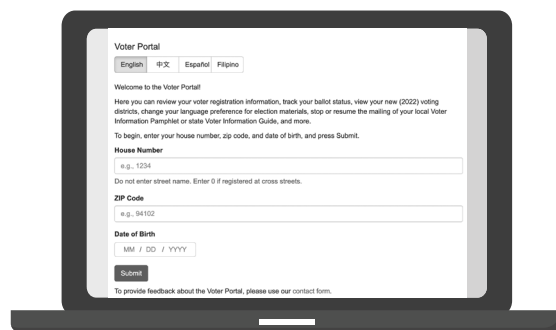 Voter Portal
English 中文 Español Filipino
Welcome to the Voter Portal!
Here you can review your voter registration information, track your ballot status, view your new (2022) voting
districts, change your language preference for election materials, stop or resume the mailing of your local Voter
Information Pamphlet or state Voter Information Guide, and more.
To begin, enter your house number, zip code, and date of birth, and press Submit.
House Number
e.g., 1234
Do not enter street name. Enter 0 if registered at cross streets.
ZIP Code
e.g., 94102
Date of Birth
MM / DD / YYYY
Submit
To provide feedback about the Voter Portal, please use our contact form.